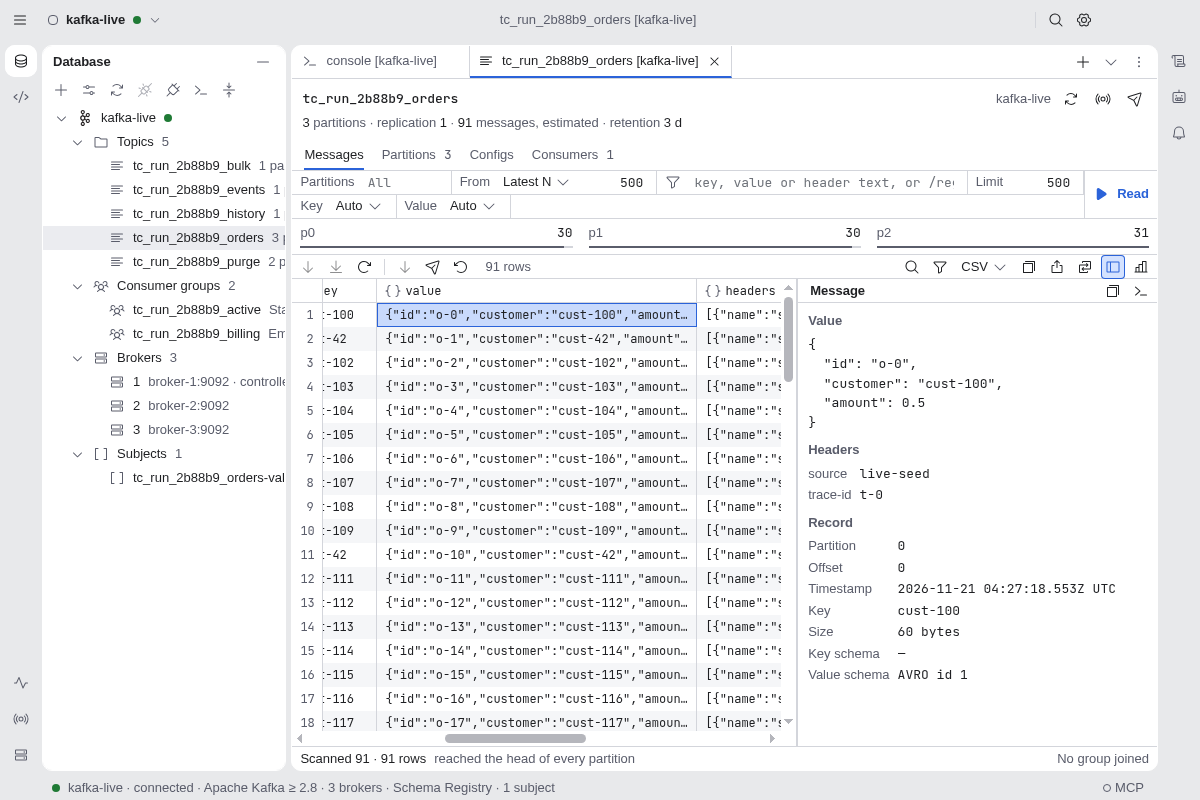 kafka-live
tc_run_2b88b9_orders [kafka-live]
Database
kafka-live
Topics 5
tc_run_2b88b9_bulk 1 pa
tc_run_2b88b9_events 1
tc_run_2b88b9_history 1
tc_run_2b88b9_orders 3 p
tc_run_2b88b9_purge 2 p
Consumer groups 2
tc_run_2b88b9_active Sta
tc_run_2b88b9_billing Em
Brokers 3
1 broker-1:9092 · controlle
2 broker-2:9092
3 broker-3:9092
Subjects 1
tc_run_2b88b9_orders-val
console [kafka-live]
tc_run_2b88b9_orders [kafka-live]
tc_run_2b88b9_orders
kafka-live
3 partitions · replication 1 · 91 messages, estimated · retention 3 d
Messages Partitions 3 Configs Consumers 1
Partitions All From Latest N 500 key, value or header text, or /rec Limit 500
Read
Key Auto Value Auto
p0 30 p1 30 p2 31
91 rows
CSV
ey {} value {} headers
1 t-100 {"id":"o-0","customer":"cust-100","amount… [{"name":"s
2 t-42 {"id":"o-1","customer":"cust-42","amount"… [{"name":"s
3 t-102 {"id":"o-2","customer":"cust-102","amount… [{"name":"s
4 t-103 {"id":"o-3","customer":"cust-103","amount… [{"name":"s
5 t-104 {"id":"o-4","customer":"cust-104","amount… [{"name":"s
6 t-105 {"id":"o-5","customer":"cust-105","amount… [{"name":"s
7 t-106 {"id":"o-6","customer":"cust-106","amount… [{"name":"s
8 t-107 {"id":"o-7","customer":"cust-107","amount… [{"name":"s
9 t-108 {"id":"o-8","customer":"cust-108","amount… [{"name":"s
10 t-109 {"id":"o-9","customer":"cust-109","amount… [{"name":"s
11 t-42 {"id":"o-10","customer":"cust-42","amount… [{"name":"s
12 t-111 {"id":"o-11","customer":"cust-111","amoun… [{"name":"s
13 t-112 {"id":"o-12","customer":"cust-112","amoun… [{"name":"s
14 t-113 {"id":"o-13","customer":"cust-113","amoun… [{"name":"s
15 t-114 {"id":"o-14","customer":"cust-114","amoun… [{"name":"s
16 t-115 {"id":"o-15","customer":"cust-115","amoun… [{"name":"s
17 t-116 {"id":"o-16","customer":"cust-116","amoun… [{"name":"s
18 t-117 {"id":"o-17","customer":"cust-117","amoun… [{"name":"s
Message
Value
{
"id": "o-0",
"customer": "cust-100",
"amount": 0.5
}
Headers
source live-seed
trace-id t-0
Record
Partition 0
Offset 0
Timestamp 2026-11-21 04:27:18.553Z UTC
Key cust-100
Size 60 bytes
Key schema —
Value schema AVRO id 1
Scanned 91 · 91 rows reached the head of every partition
No group joined
kafka-live · connected · Apache Kafka ≥ 2.8 · 3 brokers · Schema Registry · 1 subject
MCP